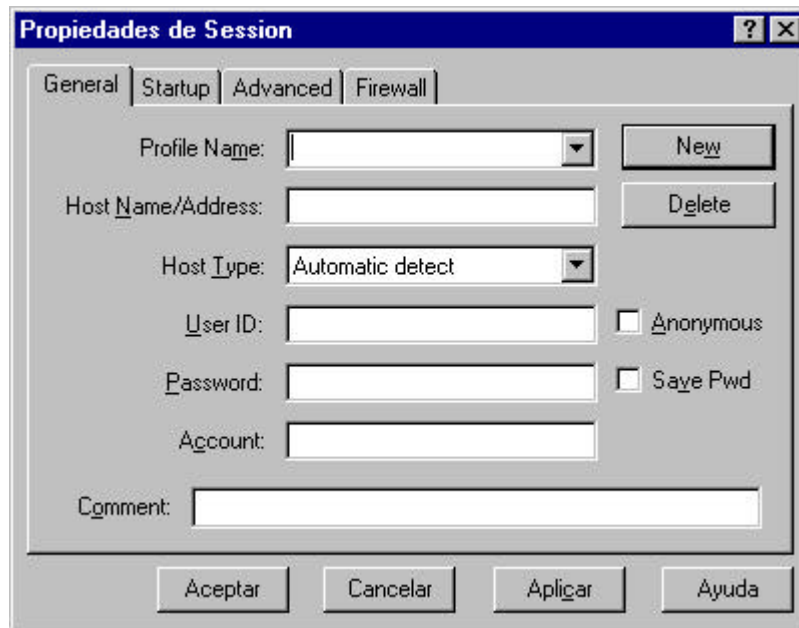 Propiedades de Session
General Startup Advanced Firewall
Profile Name: New
Host Name/Address: Delete
Host Type: Automatic detect
User ID: Anonymous
Password: Save Pwd
Account:
Comment:
Aceptar Cancelar Aplicar Ayuda